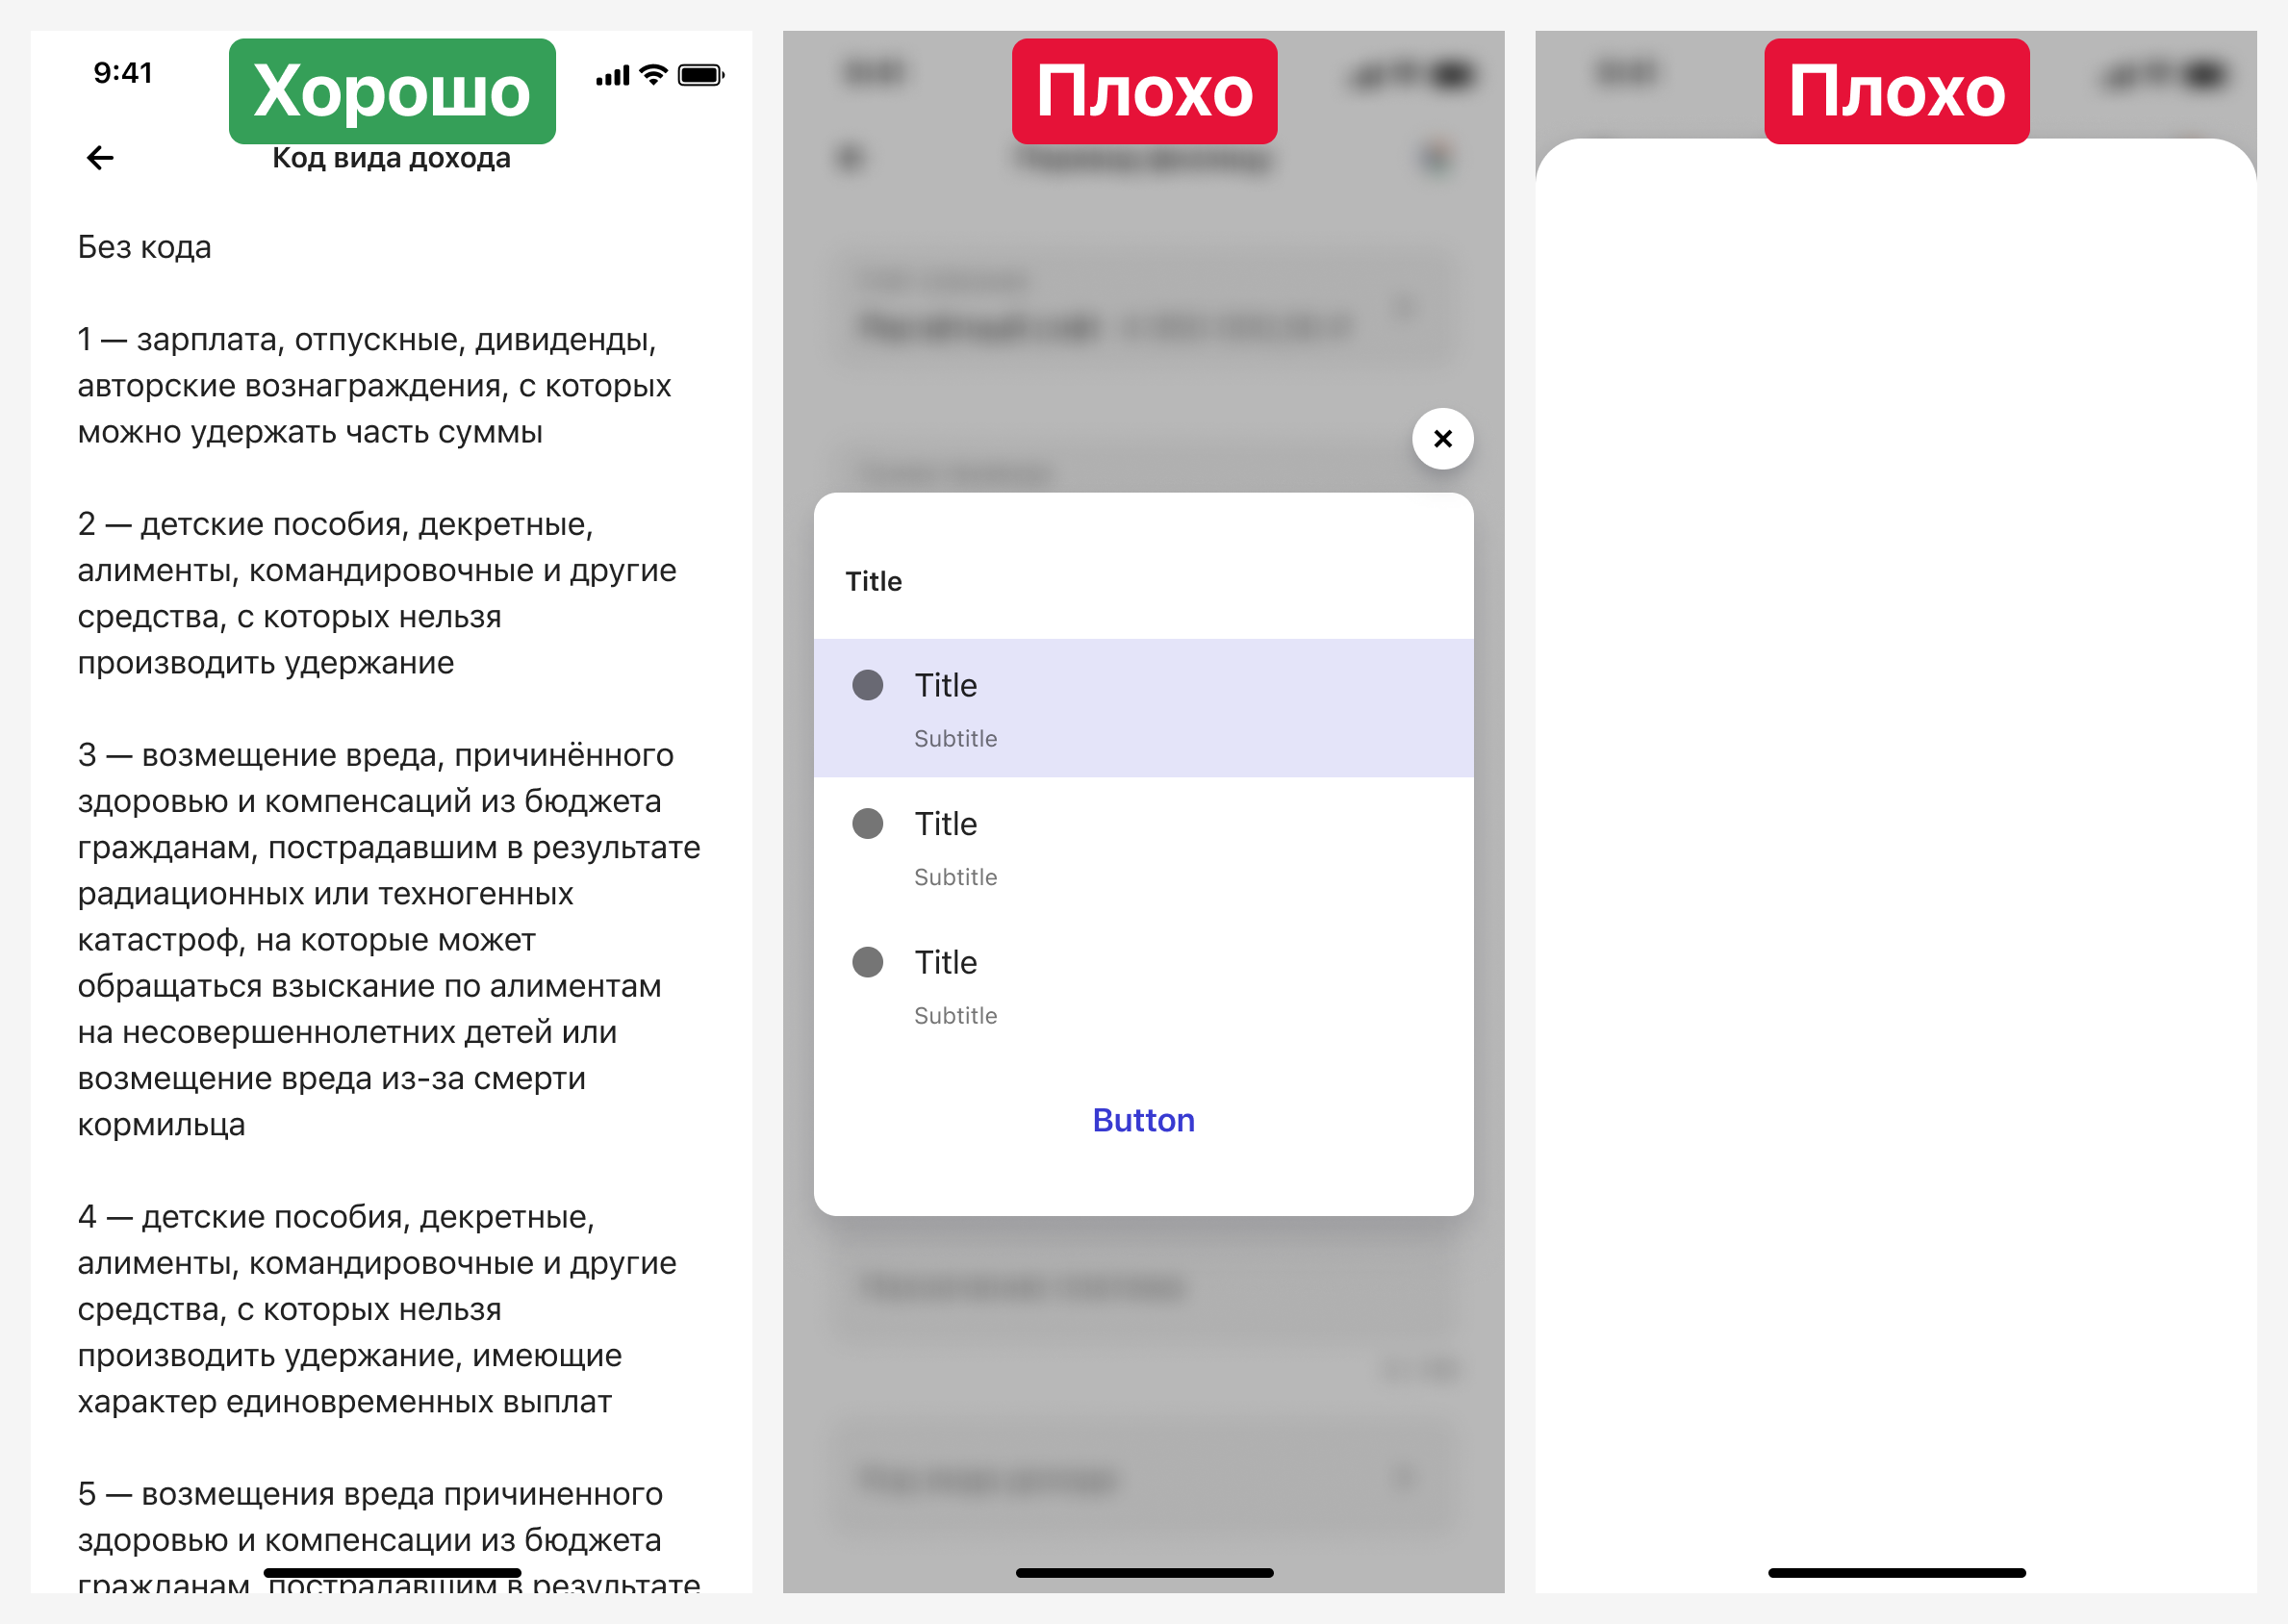 9:41
Хорошо
Код вида дохода
Без кода
1 — зарплата, отпускные, дивиденды,
авторские вознаграждения, с которых
можно удержать часть суммы
2 — детские пособия, декретные,
алименты, командировочные и другие
средства, с которых нельзя
производить удержание
3 — возмещение вреда, причинённого
здоровью и компенсаций из бюджета
гражданам, пострадавшим в результате
радиационных или техногенных
катастроф, на которые может
обращаться взыскание по алиментам
на несовершеннолетних детей или
возмещение вреда из-за смерти
кормильца
4 — детские пособия, декретные,
алименты, командировочные и другие
средства, с которых нельзя
производить удержание, имеющие
характер единовременных выплат
5 — возмещения вреда причиненного
здоровью и компенсации из бюджета
гражданам, пострадавшим в результате
Плохо
Title
Title
Subtitle
Title
Subtitle
Title
Subtitle
Button
Плохо